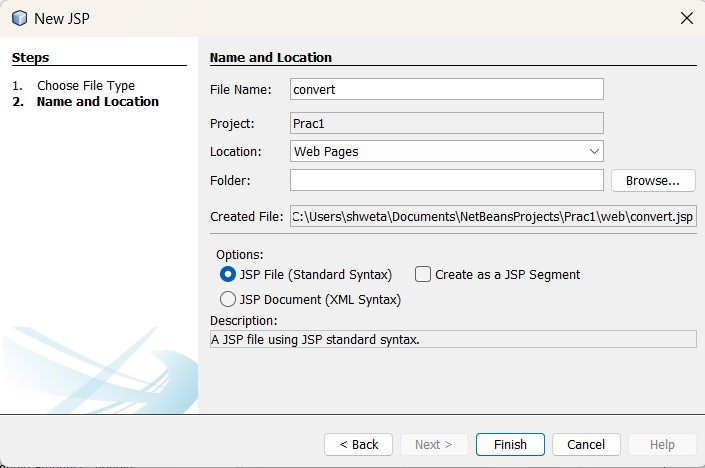 New JSP
Steps
1. Choose File Type
2. Name and Location
Name and Location
File Name: convert
Project: Prac1
Location: Web Pages
Folder: Browse...
Created File: C:\Users\shweta\Documents\NetBeansProjects\Prac1\web\convert.jsp
Options:
JSP File (Standard Syntax) Create as a JSP Segment
JSP Document (XML Syntax)
Description:
A JSP file using JSP standard syntax.
< Back Next > Finish Cancel Help